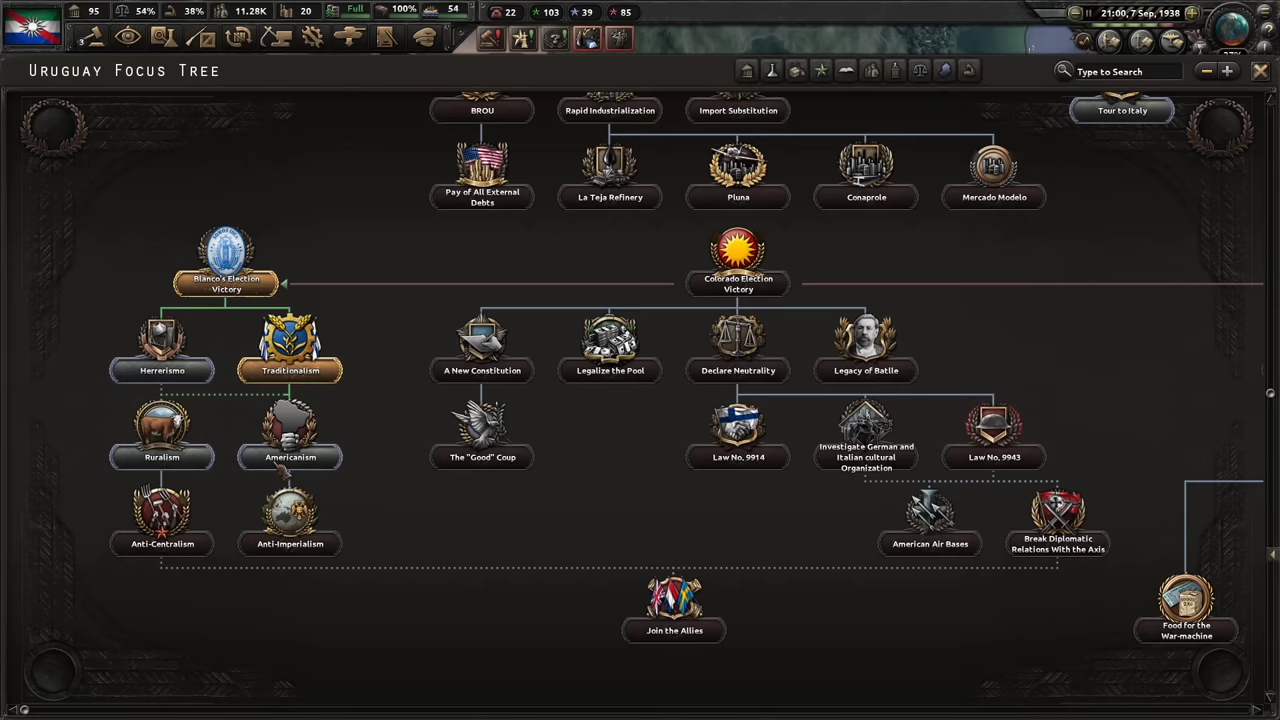 95 54% 38% 11.28K 20 Full 100% 54 22 103 39 85 21:00, 7 Sep, 1938
Uruguay Focus Tree
Type to Search
BROU
Rapid Industrialization
Import Substitution
Tour to Italy
Pay of All External
Debts
La Teja Refinery
Pluna
Conaprole
Mercado Modelo
Blanco's Election
Victory
Colorado Election
Victory
Herrerismo
Traditionalism
A New Constitution
Legalize the Pool
Declare Neutrality
Legacy of Batlle
Ruralism
Americanism
The "Good" Coup
Law No. 9914
Investigate German and
Italian cultural
Organization
Law No. 9943
Anti-Centralism
Anti-Imperialism
American Air Bases
Break Diplomatic
Relations With the Axis
Join the Allies
Food for the
War-machine